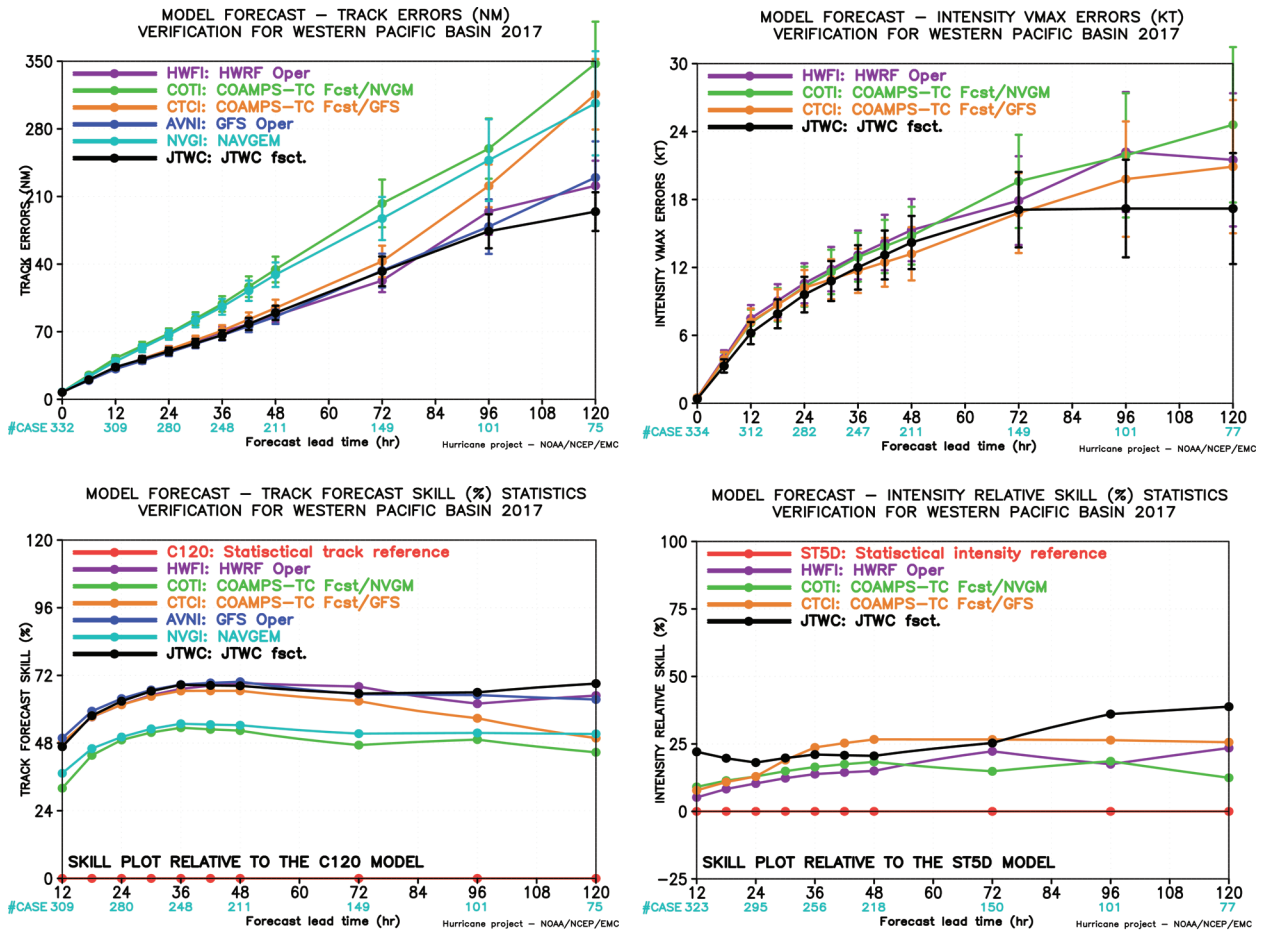 MODEL FORECAST – TRACK ERRORS (NM)
VERIFICATION FOR WESTERN PACIFIC BASIN 2017
TRACK ERRORS (NM)
350
280
210
40
70
0
HWFI: HWRF Oper
COTI: COAMPS–TC Fcst/NVGM
CTCI: COAMPS–TC Fcst/GFS
AVNI: GFS Oper
NVGI: NAVGEM
JTWC: JTWC fsct.
0 12 24 36 48 60 72 84 96 108 120
#CASE 332 309 280 248 211 149 101 75
Forecast lead time (hr)
Hurricane project – NOAA/NCEP/EMC
MODEL FORECAST – INTENSITY VMAX ERRORS (KT)
VERIFICATION FOR WESTERN PACIFIC BASIN 2017
INTENSITY VMAX ERRORS (KT)
30
24
18
12
6
0
HWFI: HWRF Oper
COTI: COAMPS–TC Fcst/NVGM
CTCI: COAMPS–TC Fcst/GFS
JTWC: JTWC fsct.
0 12 24 36 48 60 72 84 96 108 120
#CASE 334 312 282 247 211 149 101 77
Forecast lead time (hr)
Hurricane project – NOAA/NCEP/EMC
MODEL FORECAST – TRACK FORECAST SKILL (%) STATISTICS
VERIFICATION FOR WESTERN PACIFIC BASIN 2017
TRACK FORECAST SKILL (%)
120
96
72
48
24
0
C120: Statisctical track reference
HWFI: HWRF Oper
COTI: COAMPS–TC Fcst/NVGM
CTCI: COAMPS–TC Fcst/GFS
AVNI: GFS Oper
NVGI: NAVGEM
JTWC: JTWC fsct.
SKILL PLOT RELATIVE TO THE C120 MODEL
12 24 36 48 60 72 84 96 108 120
#CASE 309 280 248 211 149 101 75
Forecast lead time (hr)
Hurricane project – NOAA/NCEP/EMC
MODEL FORECAST – INTENSITY RELATIVE SKILL (%) STATISTICS
VERIFICATION FOR WESTERN PACIFIC BASIN 2017
INTENSITY RELATIVE SKILL (%)
100
75
50
25
0
−25
ST5D: Statisctical intensity reference
HWFI: HWRF Oper
COTI: COAMPS–TC Fcst/NVGM
CTCI: COAMPS–TC Fcst/GFS
JTWC: JTWC fsct.
SKILL PLOT RELATIVE TO THE ST5D MODEL
12 24 36 48 60 72 84 96 108 120
#CASE 323 295 256 218 150 101 77
Forecast lead time (hr)
Hurricane project – NOAA/NCEP/EMC